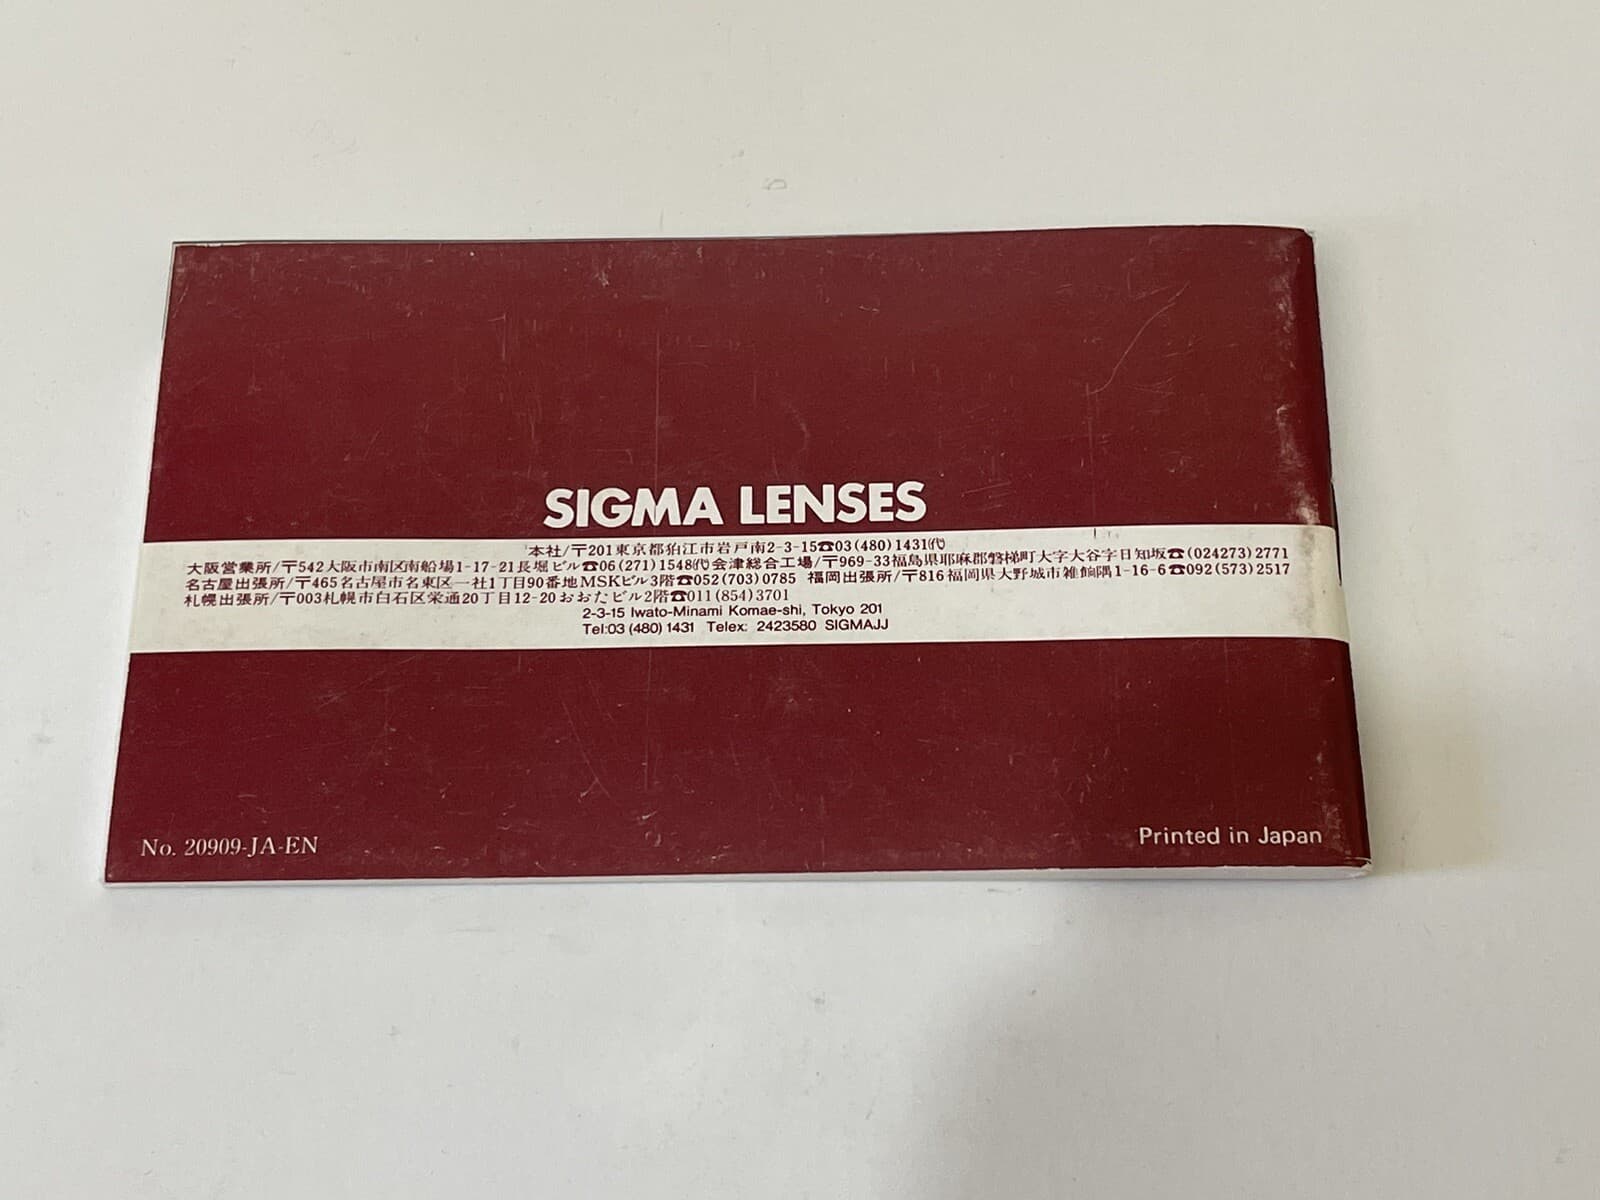 SIGMA LENSES
本社/〒201東京都狛江市岩戸南2-3-15☎03(480)1431㈹
大阪営業所/〒542大阪市南区南船場1-17-21長堀ビル☎06(271)1548㈹会津総合工場/〒969-33福島県耶麻郡磐梯町大字大谷字日知坂☎(024273)2771
名古屋出張所/〒465名古屋市名東区一社1丁目90番地MSKビル3階☎052(703)0785 福岡出張所/〒816福岡県大野城市雑餉隈1-16-6☎092(573)2517
札幌出張所/〒003札幌市白石区栄通20丁目12-20おおたビル2階☎011(854)3701
2-3-15 Iwato-Minami Komae-shi, Tokyo 201
Tel:03 (480) 1431 Telex: 2423580 SIGMAJJ
No. 20909-JA-EN
Printed in Japan